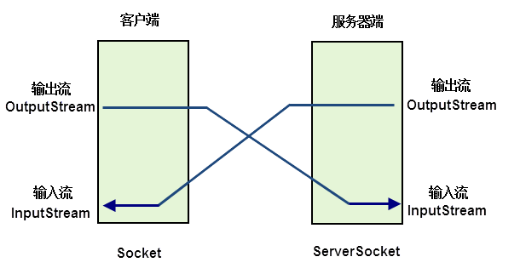 客户端
服务器端
输出流
OutputStream
输出流
OutputStream
输入流
InputStream
输入流
InputStream
Socket
ServerSocket